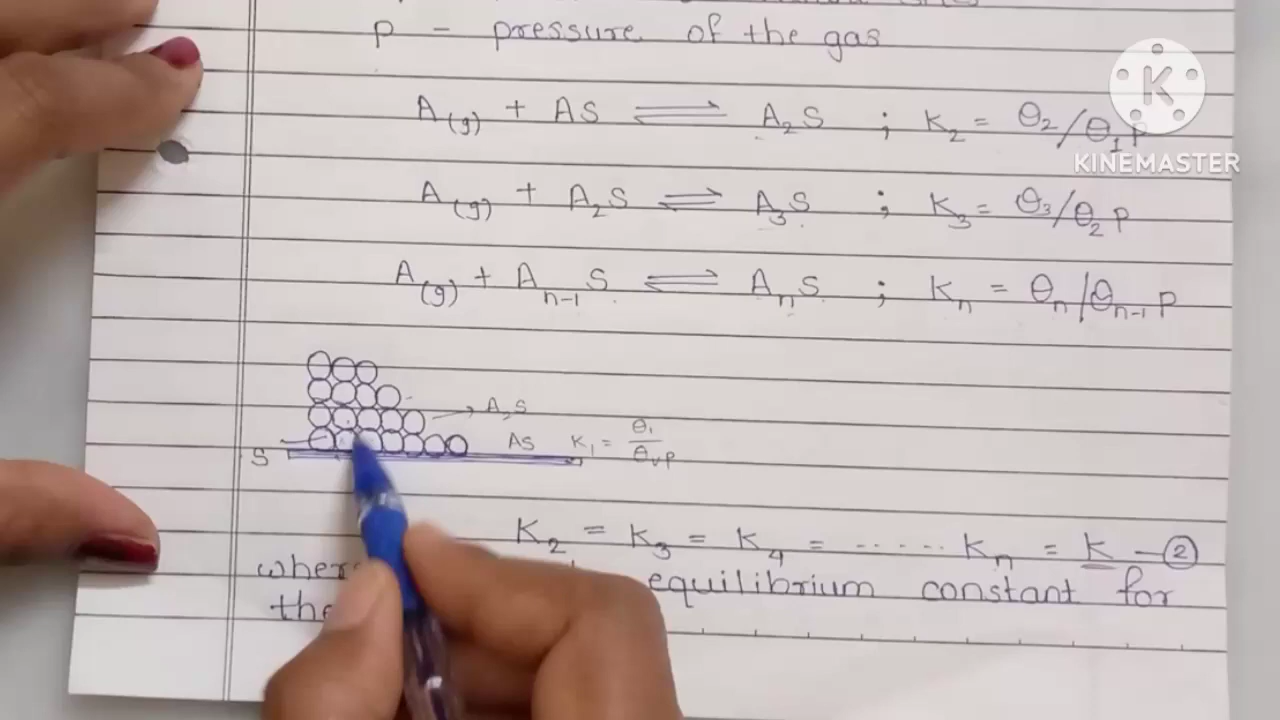 p - pressure of the gas
A(g) + AS ⇌ A₂S ; K₂ = θ₂/θ₁P
KINEMASTER
A(g) + A₂S ⇌ A₃S ; K₃ = θ₃/θ₂P
A(g) + Aₙ₋₁S ⇌ AₙS ; Kₙ = θₙ/θₙ₋₁P
→ A₂S
S AS K₁ = θ₁/θᵥP
K₂ = K₃ = K₄ = ...... Kₙ = K —②
equilibrium constant for
the